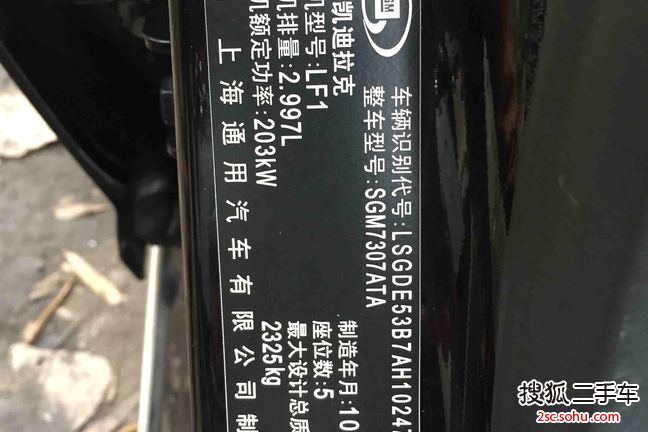 GM
凯迪拉克
车辆识别代号:LSGDE53B7AH10247
整车型号:SGM7307ATA
机型号:LF1
机排量:2.997L
机额定功率:203kW
制造年月:10
座位数:5
最大设计总质
2325kg
上海通用汽车有限公司制
搜狐二手车
2sc.sohu.com